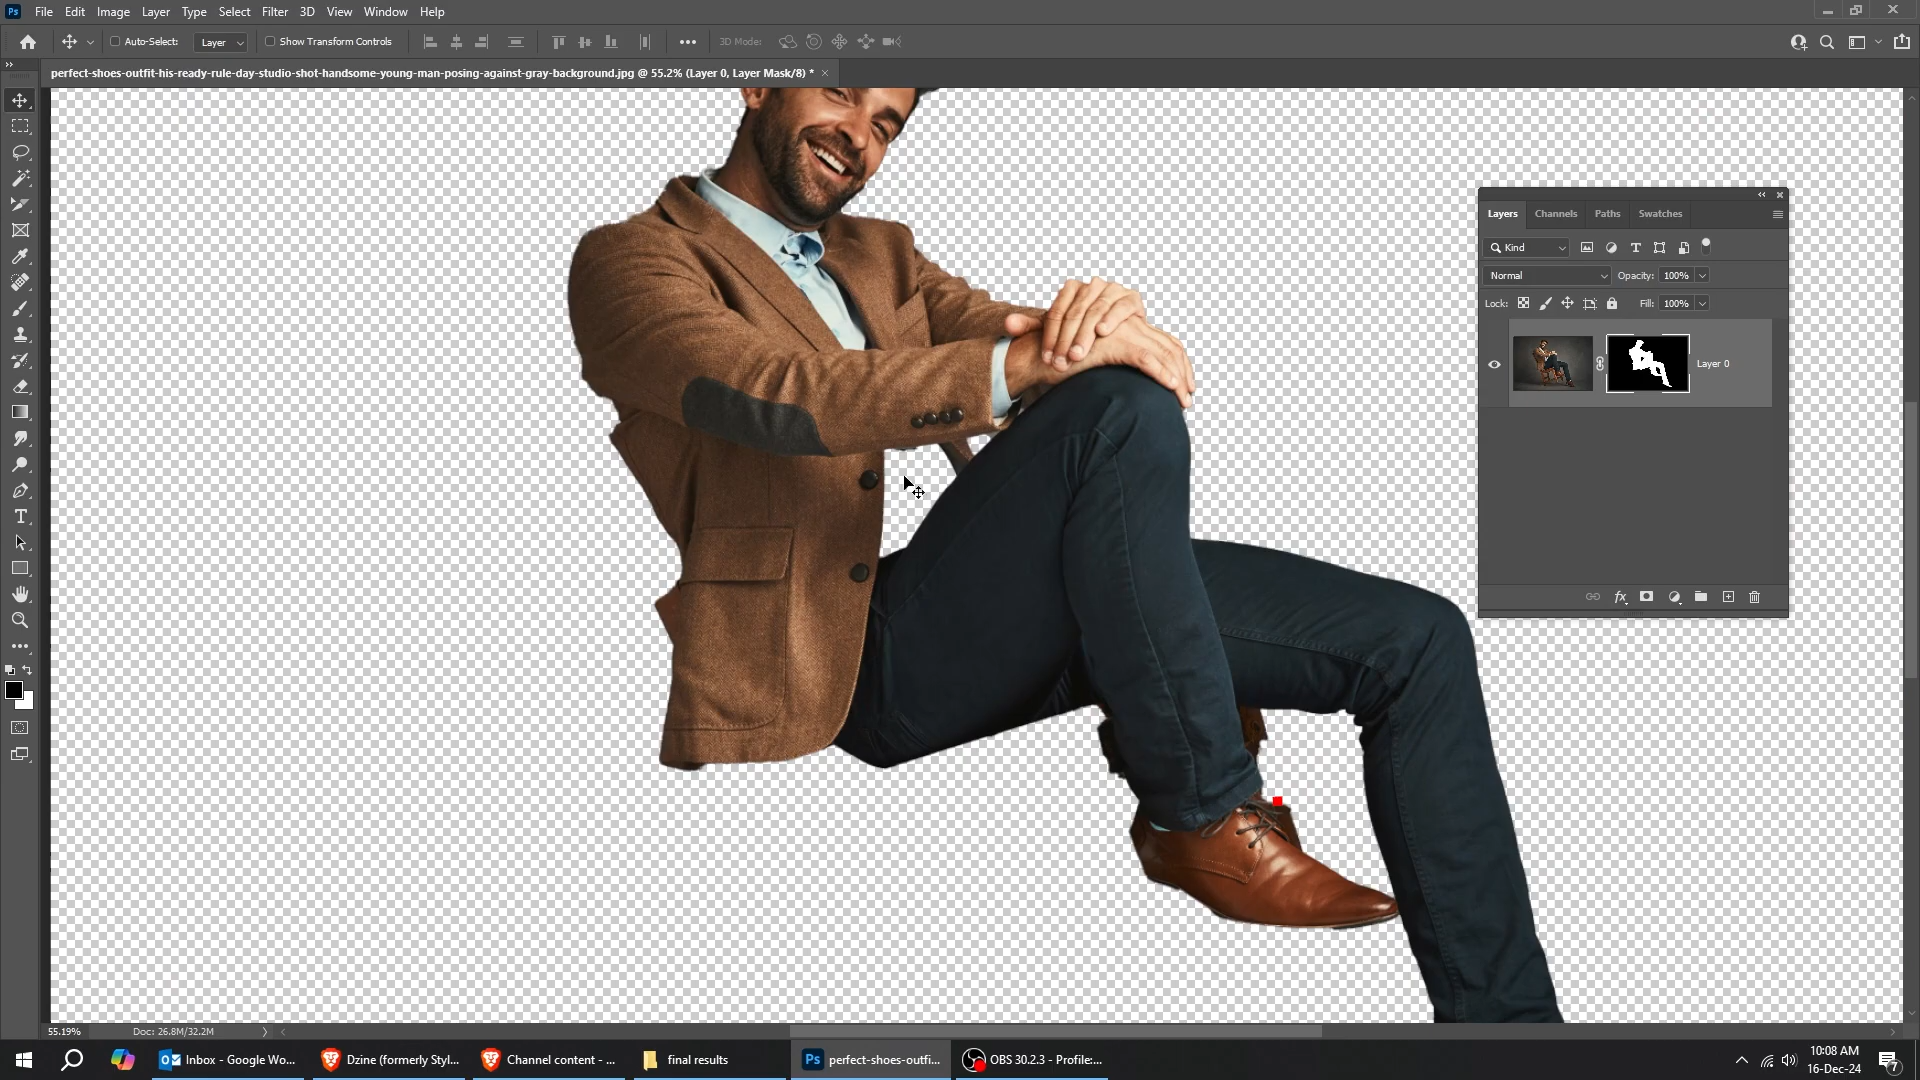 Ps File Edit Image Layer Type Select Filter 3D View Window Help
Auto-Select: Layer Show Transform Controls 3D Mode:
perfect-shoes-outfit-his-ready-rule-day-studio-shot-handsome-young-man-posing-against-gray-background.jpg @ 55.2% (Layer 0, Layer Mask/8) *
Layers Channels Paths Swatches
Kind
Normal Opacity: 100%
Lock: Fill: 100%
Layer 0
fx
55.19% Doc: 26.8M/32.2M
Inbox - Google Wo... Dzine (formerly Styl... Channel content - ... final results Ps perfect-shoes-outfi... OBS 30.2.3 - Profile:...
10:08 AM
16-Dec-24
7